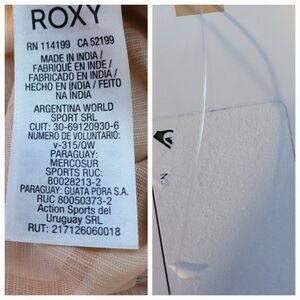 ROXY
RN 114199 CA 52199
MADE IN INDIA /
FABRIQUÉ EN INDE /
FABRICADO EN INDIA /
HECHO EN INDIA / FEITO
NA INDIA
ARGENTINA WORLD
SPORT SRL
CUIT: 30-69120930-6
NUMERO DE VOLUNTARIO:
v-315/QW
PARAGUAY:
MERCOSUR
SPORTS RUC:
80028213-2
PARAGUAY: GUATA PORA S.A.
RUC 80050373-2
Action Sports del
Uruguay SRL
RUT: 217126060018